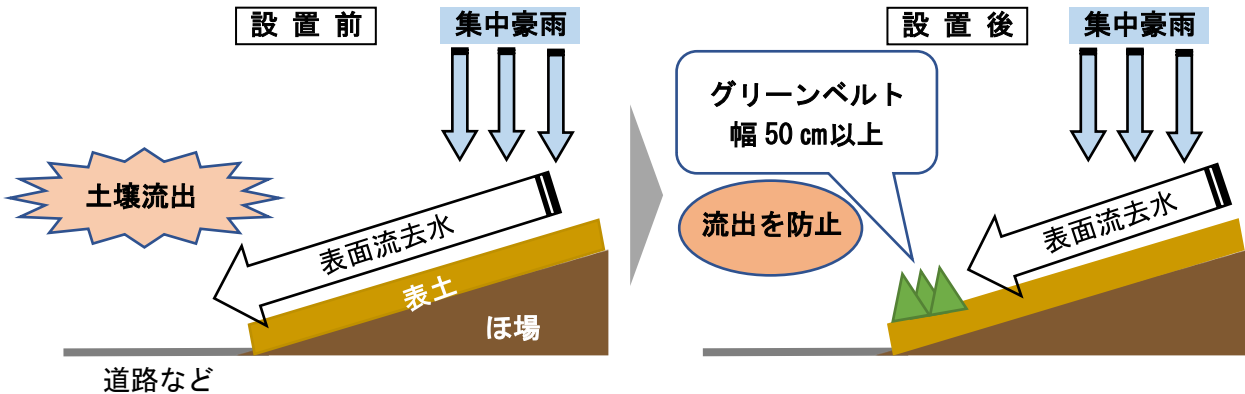 設置前
集中豪雨
土壌流出
表面流去水
表土
ほ場
道路など
設置後
集中豪雨
グリーンベルト
幅50㎝以上
流出を防止
表面流去水